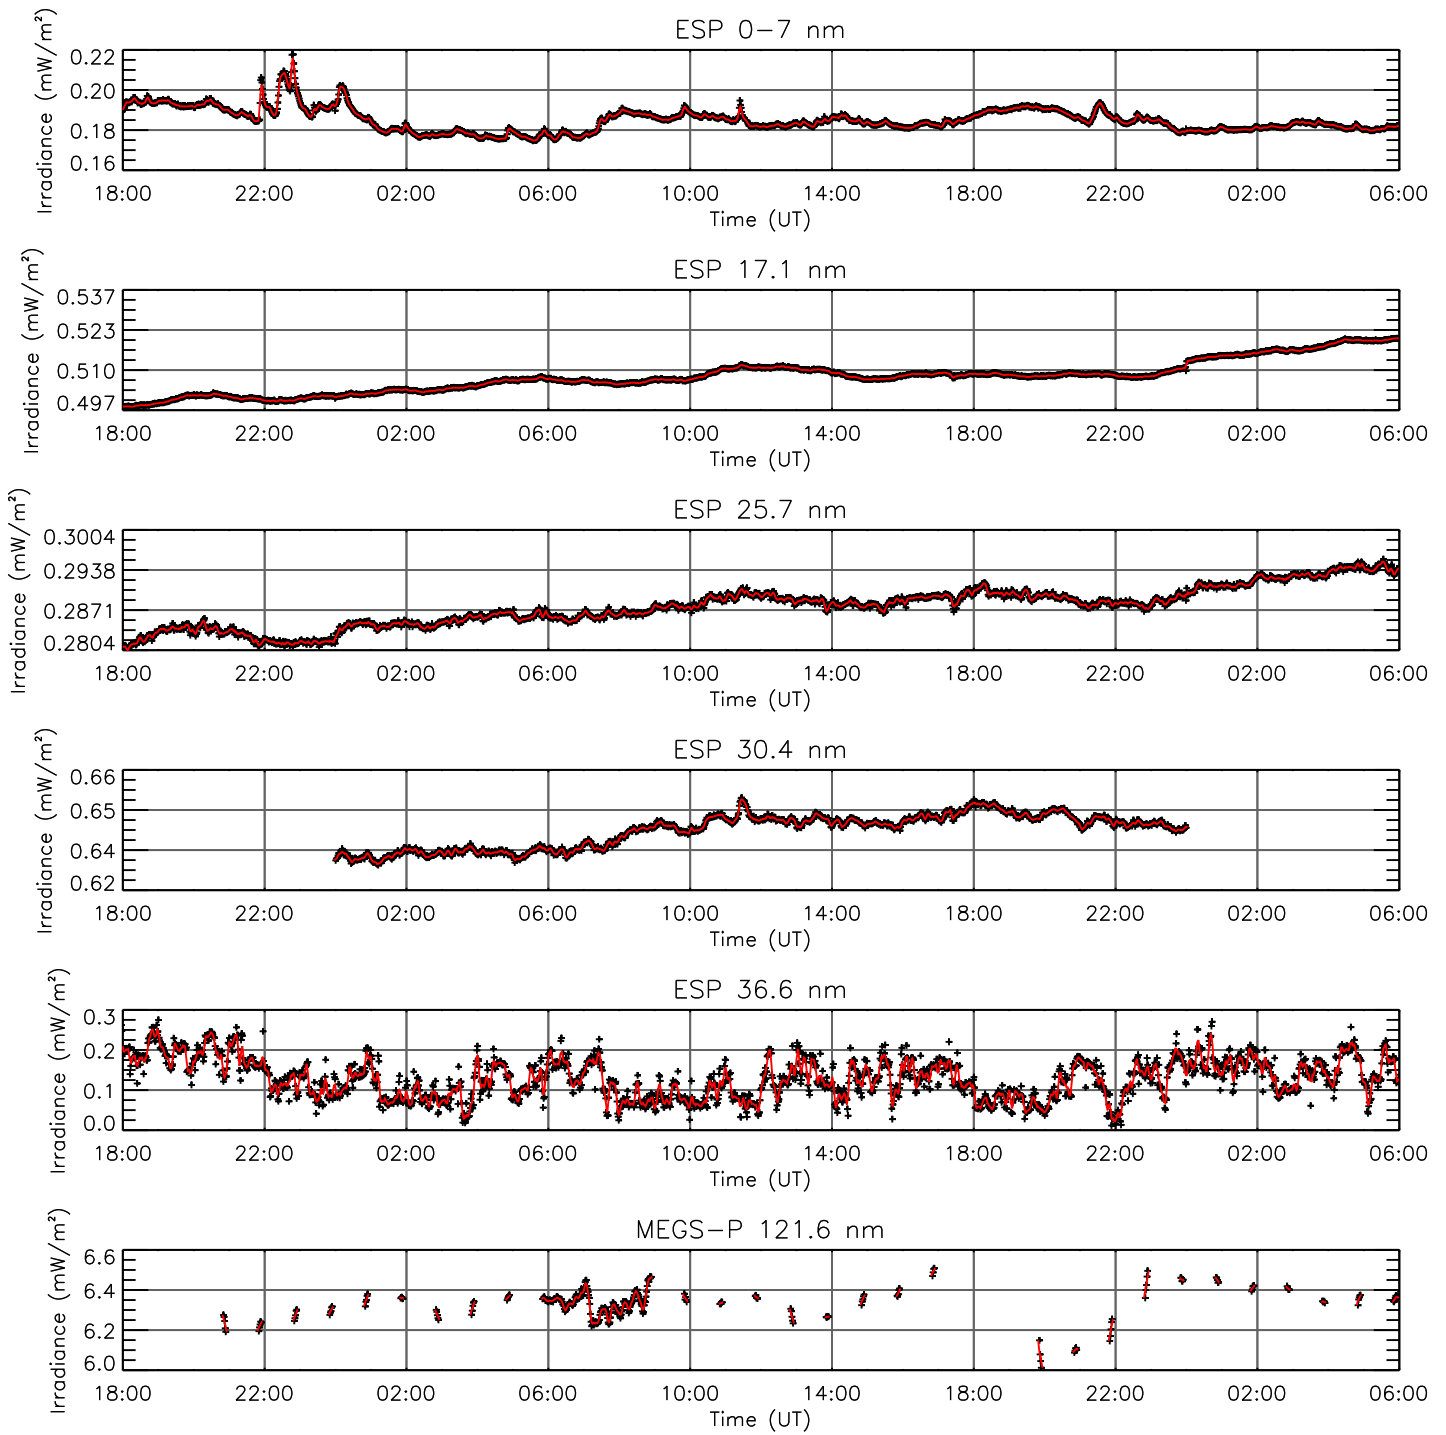 ESP 0-7 nm
Irradiance (mW/m²)
0.22
0.20
0.18
0.16
18:00 22:00 02:00 06:00 10:00 14:00 18:00 22:00 02:00 06:00
Time (UT)
ESP 17.1 nm
Irradiance (mW/m²)
0.537
0.523
0.510
0.497
18:00 22:00 02:00 06:00 10:00 14:00 18:00 22:00 02:00 06:00
Time (UT)
ESP 25.7 nm
Irradiance (mW/m²)
0.3004
0.2938
0.2871
0.2804
18:00 22:00 02:00 06:00 10:00 14:00 18:00 22:00 02:00 06:00
Time (UT)
ESP 30.4 nm
Irradiance (mW/m²)
0.66
0.65
0.64
0.62
18:00 22:00 02:00 06:00 10:00 14:00 18:00 22:00 02:00 06:00
Time (UT)
ESP 36.6 nm
Irradiance (mW/m²)
0.3
0.2
0.1
0.0
18:00 22:00 02:00 06:00 10:00 14:00 18:00 22:00 02:00 06:00
Time (UT)
MEGS-P 121.6 nm
Irradiance (mW/m²)
6.6
6.4
6.2
6.0
18:00 22:00 02:00 06:00 10:00 14:00 18:00 22:00 02:00 06:00
Time (UT)